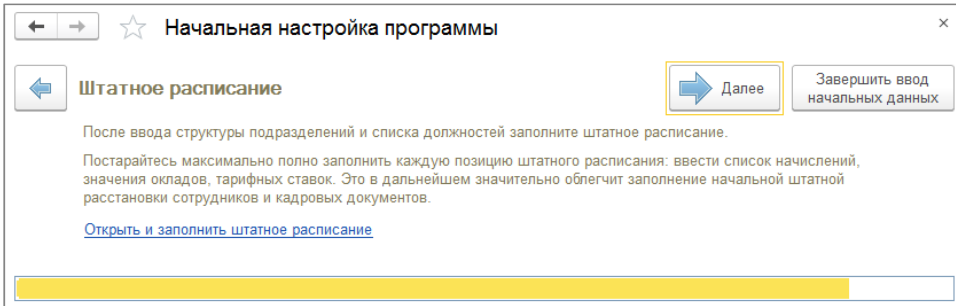 Начальная настройка программы
Штатное расписание
Далее
Завершить ввод
начальных данных
После ввода структуры подразделений и списка должностей заполните штатное расписание.
Постарайтесь максимально полно заполнить каждую позицию штатного расписания: ввести список начислений,
значения окладов, тарифных ставок. Это в дальнейшем значительно облегчит заполнение начальной штатной
расстановки сотрудников и кадровых документов.
Открыть и заполнить штатное расписание